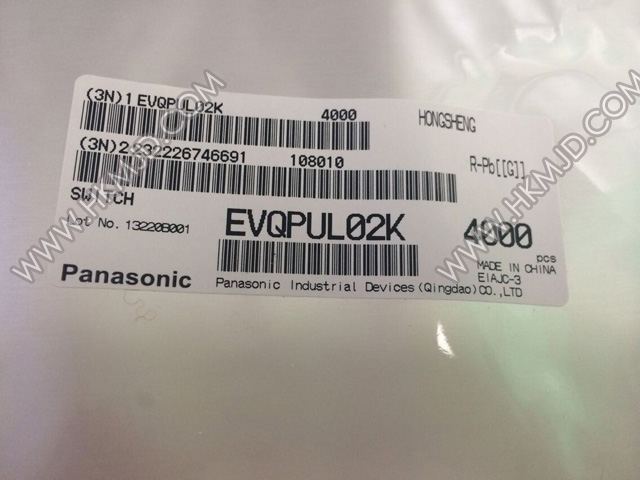 (3N)1 EVQPUL02K 4000 HONGSHENG
(3N)2 232226746691 108010 R-Pb[[G]]
SWITCH
Lot No. 13220B001 EVQPUL02K 4000 pcs
MADE IN CHINA
EIAJC-3
Panasonic Panasonic Industrial Devices(Qingdao)CO.,LTD
WWW.HKMJD.COM
WWW.HKMJD.COM